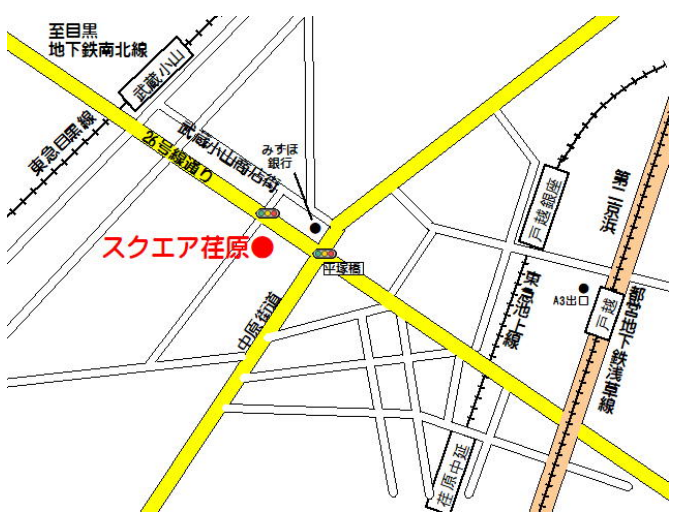 至目黒
地下鉄南北線
武蔵小山
東急目黒線
26号線通り
武蔵小山商店街
みずほ
銀行
スクエア荏原
平塚橋
中原街道
戸越銀座
第二京浜
東急池上線
A3出口
戸越
都営地下鉄浅草線
荏原中延